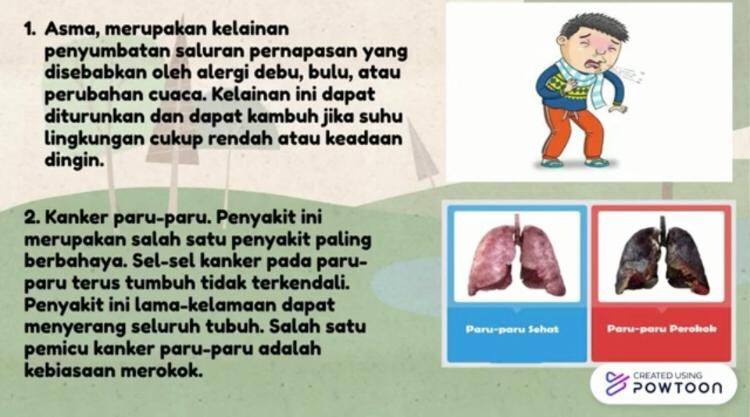 1. Asma, merupakan kelainan
penyumbatan saluran pernapasan yang
disebabkan oleh alergi debu, bulu, atau
perubahan cuaca. Kelainan ini dapat
diturunkan dan dapat kambuh jika suhu
lingkungan cukup rendah atau keadaan
dingin.
2. Kanker paru-paru. Penyakit ini
merupakan salah satu penyakit paling
berbahaya. Sel-sel kanker pada paru-
paru terus tumbuh tidak terkendali.
Penyakit ini lama-kelamaan dapat
menyerang seluruh tubuh. Salah satu
pemicu kanker paru-paru adalah
kebiasaan merokok.
Paru-paru Sehat
Paru-paru Perokok
CREATED USING
POWTOON